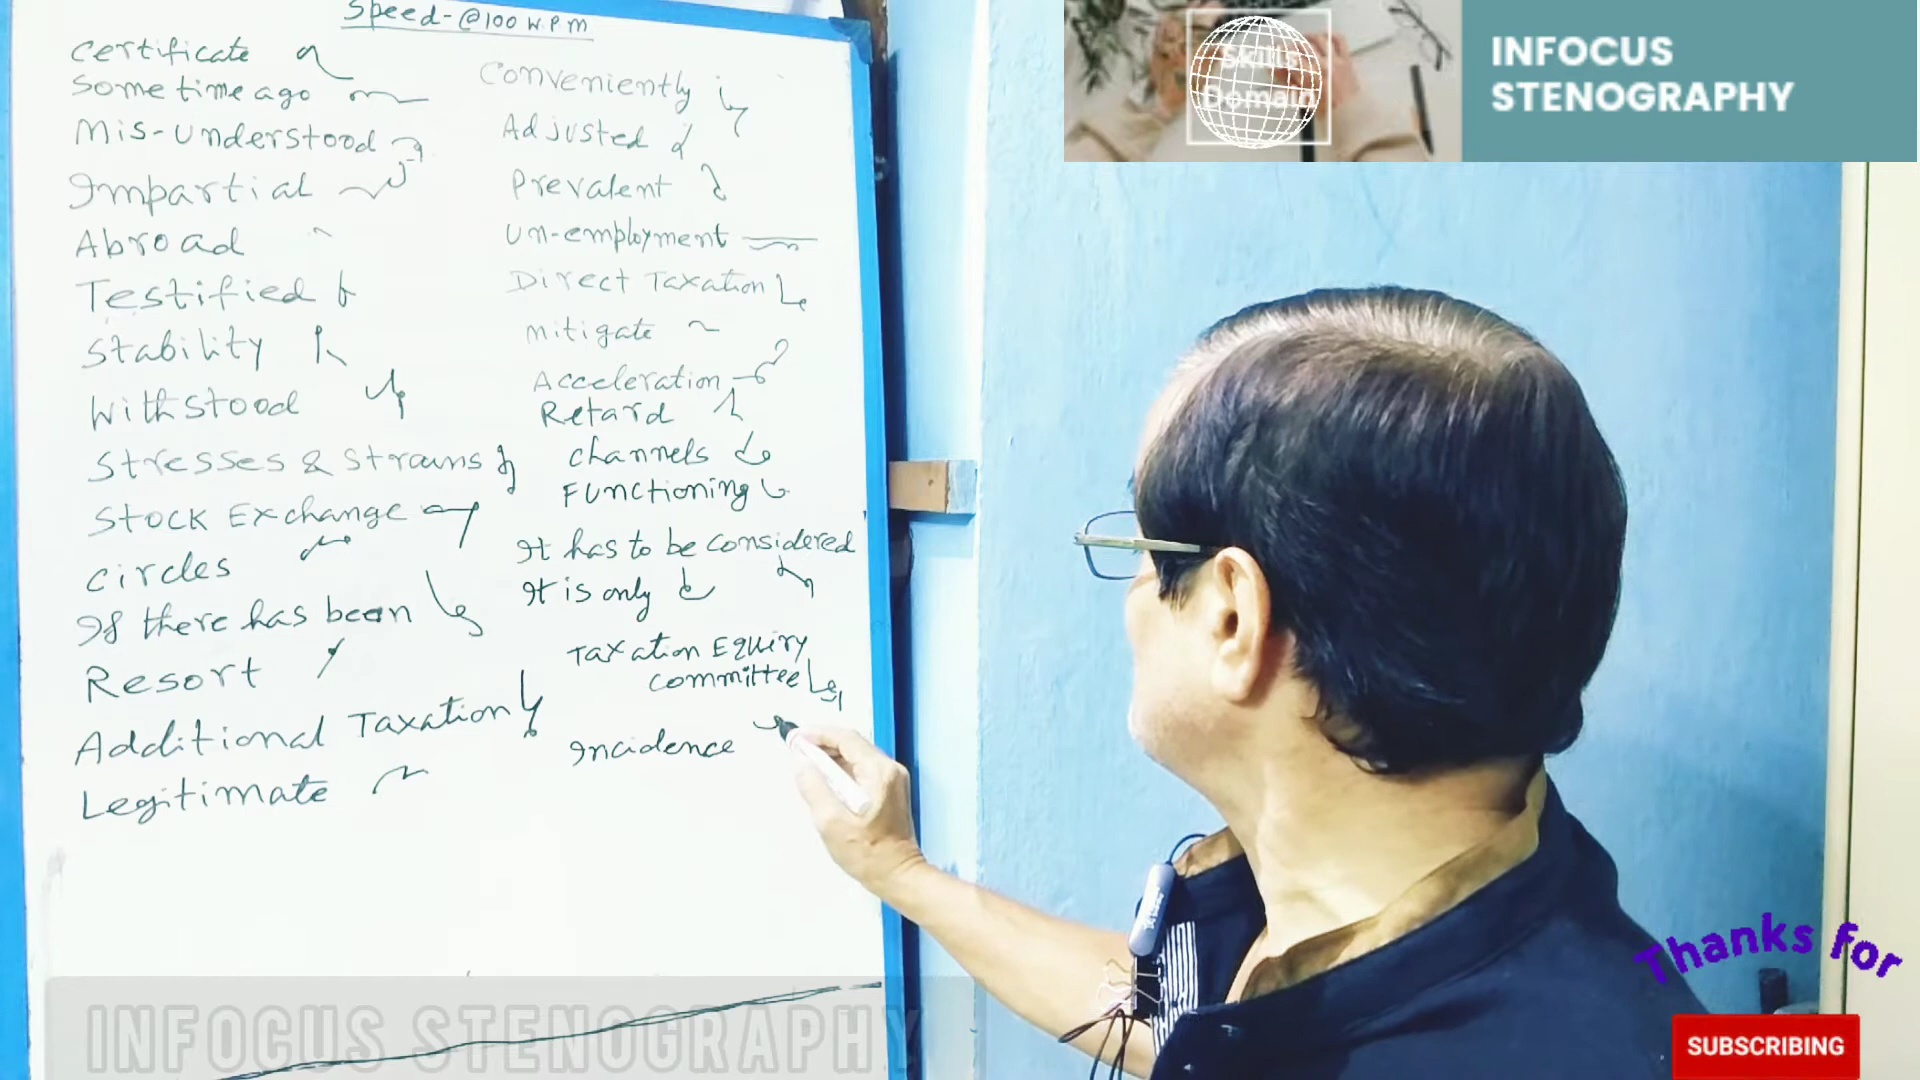 Speed-@100 W.P.M
Certificate
Some time ago
Mis-understood
Impartial
Abroad
Testified
Stability
Withstood
Stresses & Strains
Stock Exchange
Circles
If there has been
Resort
Additional Taxation
Legitimate
Conveniently
Adjusted
Prevalent
Un-employment
Direct Taxation
Mitigate
Acceleration
Retard
Channels
Functioning
It has to be considered
It is only
Taxation Equiry
Committee
Incidence
Skills
Domain
INFOCUS
STENOGRAPHY
Thanks for
SUBSCRIBING
INFOCUS STENOGRAPHY